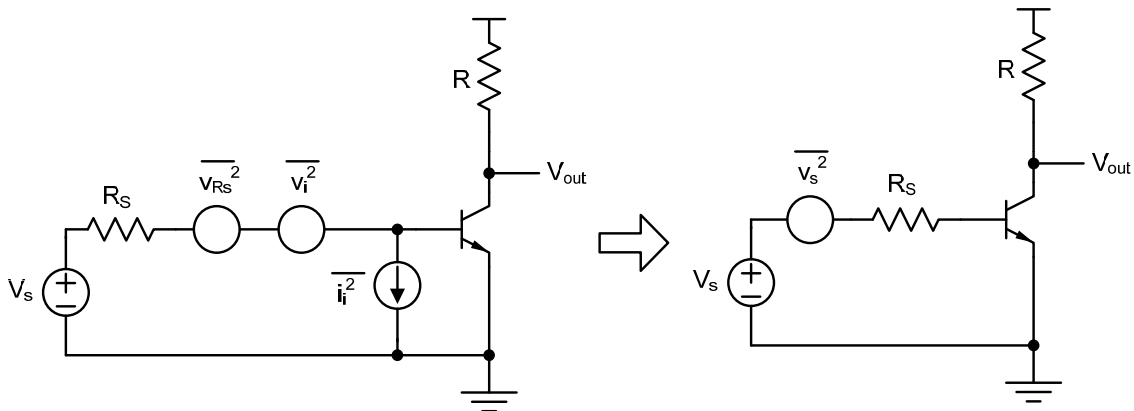 R
V_out
R_S
v_Rs^2
v_i^2
i_i^2
V_s
+
−
R
V_out
v_s^2
R_S
V_s
+
−